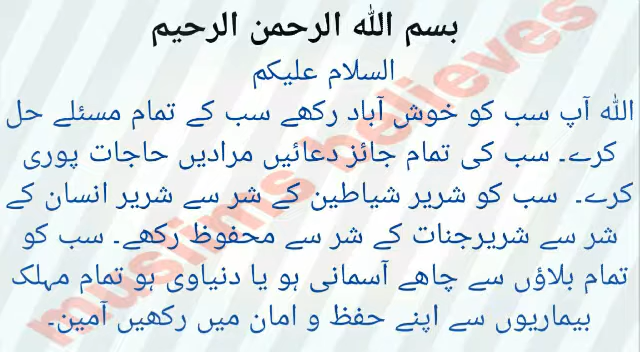 بسم الله الرحمن الرحيم
السلام علیکم
الله آپ سب کو خوش آباد رکھے سب کے تمام مسئلے حل
کرے۔ سب کی تمام جائز دعائیں مرادیں حاجات پوری
کرے۔ سب کو شریر شیاطین کے شر سے شریر انسان کے
شر سے شریرجنات کے شر سے محفوظ رکھے۔ سب کو
تمام بلاؤں سے چاھے آسمانی ہو یا دنیاوی ہو تمام مہلک
بیماریوں سے اپنے حفظ و امان میں رکھیں آمین۔
muslims believes